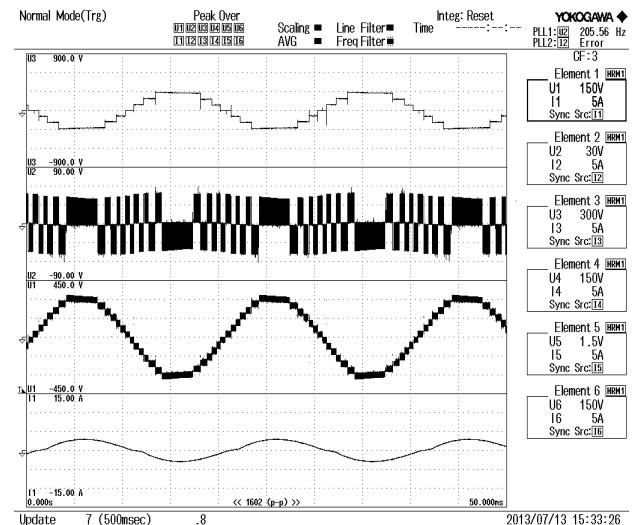 Normal Mode(Trg)
Peak Over
U1 U2 U3 U4 U5 U6
I1 I2 I3 I4 I5 I6
Scaling
AVG
Line Filter
Freq Filter
Integ: Reset
Time -----:--:--
YOKOGAWA
PLL1: U2 205.56 Hz
PLL2: I2 Error
CF:3
U3 900.0 V
U3 -900.0 V
U2 90.00 V
U2 -90.00 V
U1 450.0 V
U1 -450.0 V
I1 15.00 A
I1 -15.00 A
0.000s
<< 1602 (p-p) >>
50.000ms
Element 1 HRM1
U1 150V
I1 5A
Sync Src: I1
Element 2 HRM1
U2 30V
I2 5A
Sync Src: I2
Element 3 HRM1
U3 300V
I3 5A
Sync Src: I3
Element 4 HRM1
U4 150V
I4 5A
Sync Src: I4
Element 5 HRM1
U5 1.5V
I5 5A
Sync Src: I5
Element 6 HRM1
U6 150V
I6 5A
Sync Src: I6
Update 7 (500msec) .8
2013/07/13 15:33:26